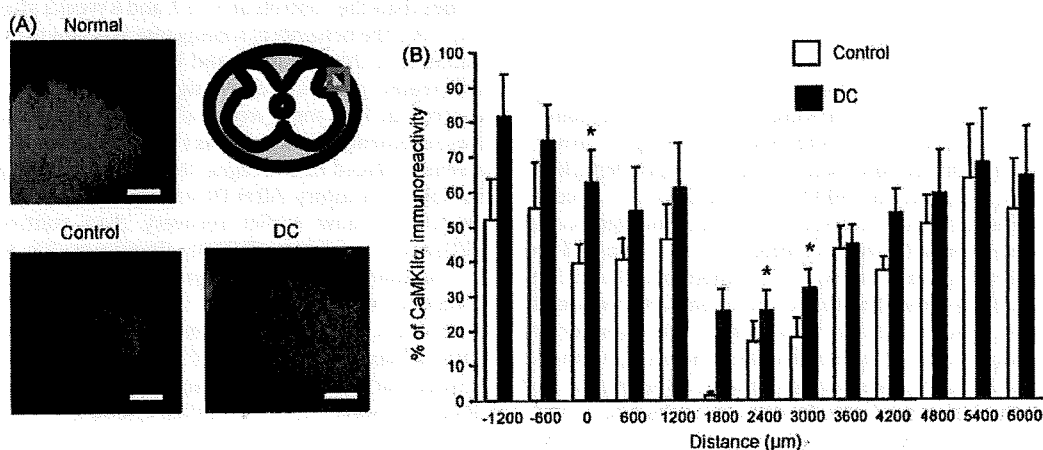 (A)
Normal
Control
DC
(B)
% of CaMKIIα immunoreactivity
100
90
80
70
60
50
40
30
20
10
0
Control
DC
*
*
*
-1200 -600 0 600 1200 1800 2400 3000 3600 4200 4800 5400 6000
Distance (μm)